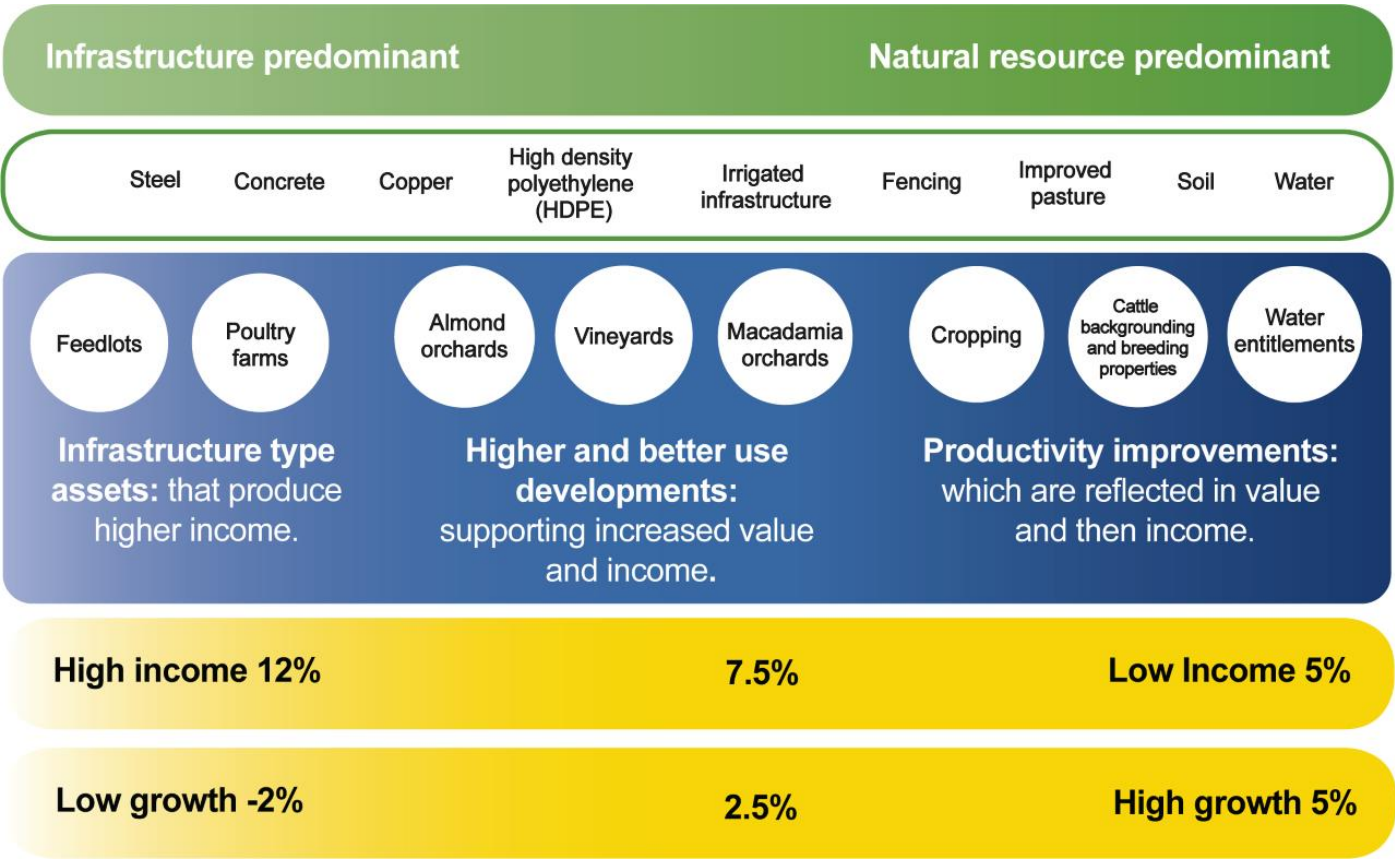 Infrastructure predominant
Natural resource predominant
Steel
Concrete
Copper
High density
polyethylene
(HDPE)
Irrigated
infrastructure
Fencing
Improved
pasture
Soil
Water
Feedlots
Poultry
farms
Almond
orchards
Vineyards
Macadamia
orchards
Cropping
Cattle
backgrounding
and breeding
properties
Water
entitlements
Infrastructure type
assets: that produce
higher income.
Higher and better use
developments:
supporting increased value
and income.
Productivity improvements:
which are reflected in value
and then income.
High income 12%
7.5%
Low Income 5%
Low growth -2%
2.5%
High growth 5%